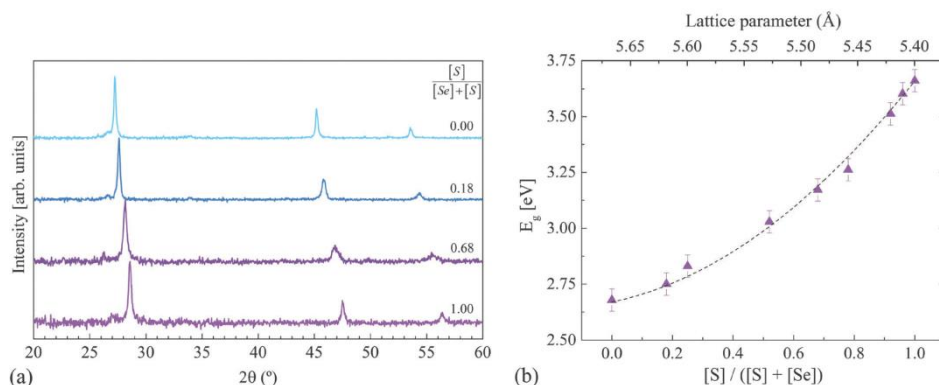 Intensity [arb. units]
[S]
[Se]+[S]
0.00
0.18
0.68
1.00
20 25 30 35 40 45 50 55 60
2θ (º)
(a)
Lattice parameter (Å)
5.65 5.60 5.55 5.50 5.45 5.40
E_g [eV]
3.75
3.50
3.25
3.00
2.75
2.50
0.0 0.2 0.4 0.6 0.8 1.0
[S] / ([S] + [Se])
(b)